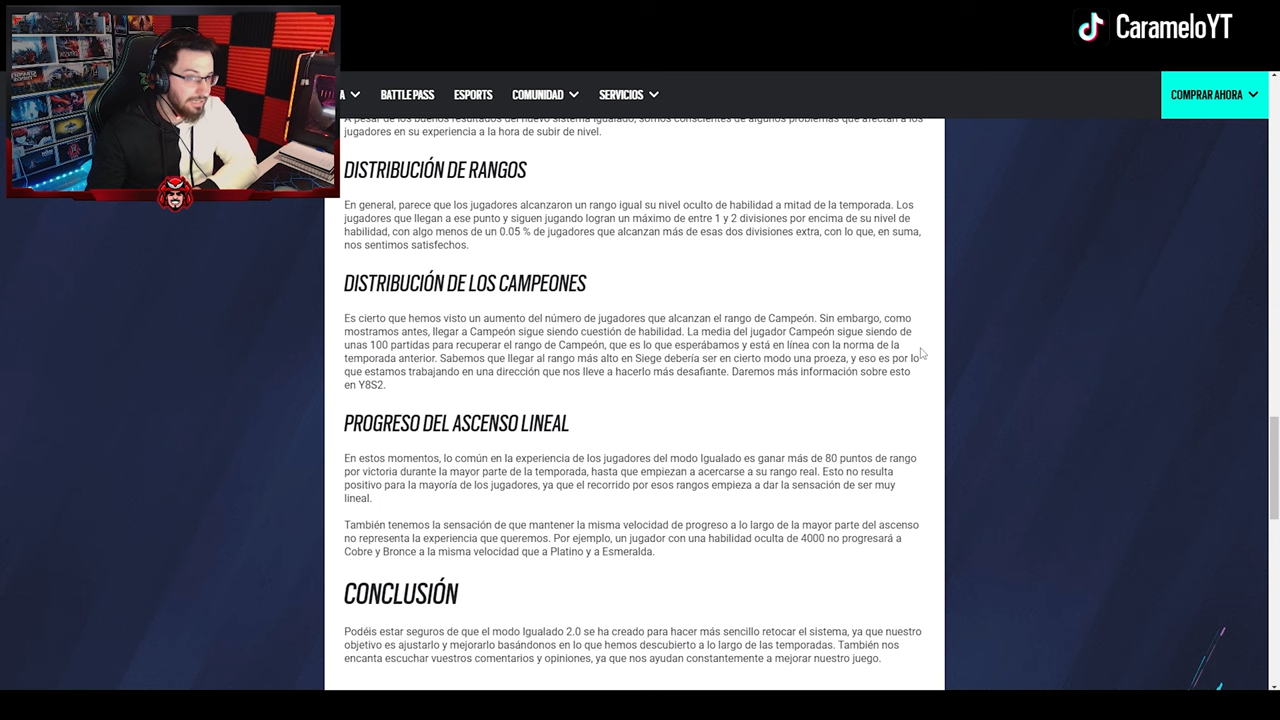 CarameloYT
A
BATTLE PASS
ESPORTS
COMUNIDAD
SERVICIOS
COMPRAR AHORA
A pesar de los buenos resultados del nuevo sistema Igualado, somos conscientes de algunos problemas que afectan a los
jugadores en su experiencia a la hora de subir de nivel.
DISTRIBUCIÓN DE RANGOS
En general, parece que los jugadores alcanzaron un rango igual su nivel oculto de habilidad a mitad de la temporada. Los
jugadores que llegan a ese punto y siguen jugando logran un máximo de entre 1 y 2 divisiones por encima de su nivel de
habilidad, con algo menos de un 0.05 % de jugadores que alcanzan más de esas dos divisiones extra, con lo que, en suma,
nos sentimos satisfechos.
DISTRIBUCIÓN DE LOS CAMPEONES
Es cierto que hemos visto un aumento del número de jugadores que alcanzan el rango de Campeón. Sin embargo, como
mostramos antes, llegar a Campeón sigue siendo cuestión de habilidad. La media del jugador Campeón sigue siendo de
unas 100 partidas para recuperar el rango de Campeón, que es lo que esperábamos y está en línea con la norma de la
temporada anterior. Sabemos que llegar al rango más alto en Siege debería ser en cierto modo una proeza, y eso es por lo
que estamos trabajando en una dirección que nos lleve a hacerlo más desafiante. Daremos más información sobre esto
en Y8S2.
PROGRESO DEL ASCENSO LINEAL
En estos momentos, lo común en la experiencia de los jugadores del modo Igualado es ganar más de 80 puntos de rango
por victoria durante la mayor parte de la temporada, hasta que empiezan a acercarse a su rango real. Esto no resulta
positivo para la mayoría de los jugadores, ya que el recorrido por esos rangos empieza a dar la sensación de ser muy
lineal.
También tenemos la sensación de que mantener la misma velocidad de progreso a lo largo de la mayor parte del ascenso
no representa la experiencia que queremos. Por ejemplo, un jugador con una habilidad oculta de 4000 no progresará a
Cobre y Bronce a la misma velocidad que a Platino y a Esmeralda.
CONCLUSIÓN
Podéis estar seguros de que el modo Igualado 2.0 se ha creado para hacer más sencillo retocar el sistema, ya que nuestro
objetivo es ajustarlo y mejorarlo basándonos en lo que hemos descubierto a lo largo de las temporadas. También nos
encanta escuchar vuestros comentarios y opiniones, ya que nos ayudan constantemente a mejorar nuestro juego.